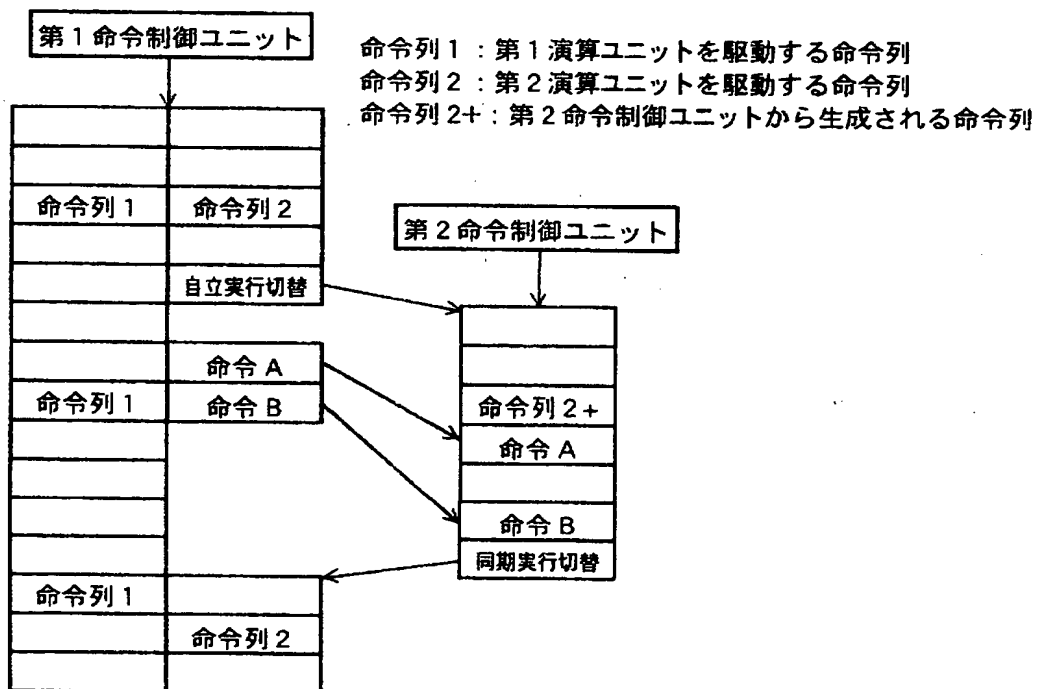 第1命令制御ユニット
命令列1：第1演算ユニットを駆動する命令列
命令列2：第2演算ユニットを駆動する命令列
命令列2+：第2命令制御ユニットから生成される命令列
命令列1 命令列2
第2命令制御ユニット
自立実行切替
命令A
命令列1 命令B
命令列2+
命令A
命令B
同期実行切替
命令列1
命令列2